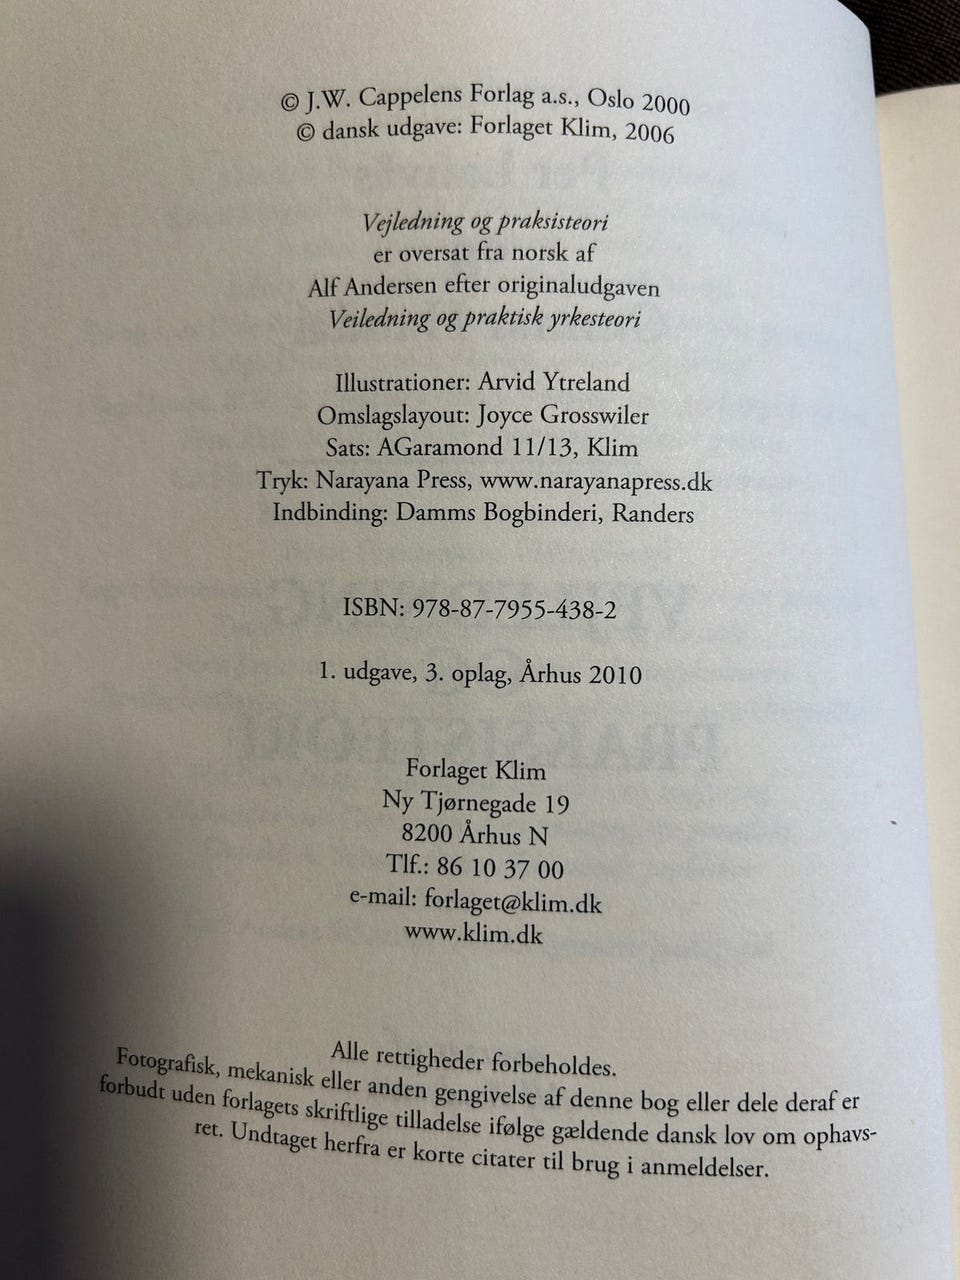 © J.W. Cappelens Forlag a.s., Oslo 2000
© dansk udgave: Forlaget Klim, 2006
Vejledning og praksisteori
er oversat fra norsk af
Alf Andersen efter originaludgaven
Veiledning og praktisk yrkesteori
Illustrationer: Arvid Ytreland
Omslagslayout: Joyce Grosswiler
Sats: AGaramond 11/13, Klim
Tryk: Narayana Press, www.narayanapress.dk
Indbinding: Damms Bogbinderi, Randers
ISBN: 978-87-7955-438-2
1. udgave, 3. oplag, Århus 2010
Forlaget Klim
Ny Tjørnegade 19
8200 Århus N
Tlf.: 86 10 37 00
e-mail: forlaget@klim.dk
www.klim.dk
Alle rettigheder forbeholdes.
Fotografisk, mekanisk eller anden gengivelse af denne bog eller dele deraf er
forbudt uden forlagets skriftlige tilladelse ifølge gældende dansk lov om ophavs-
ret. Undtaget herfra er korte citater til brug i anmeldelser.